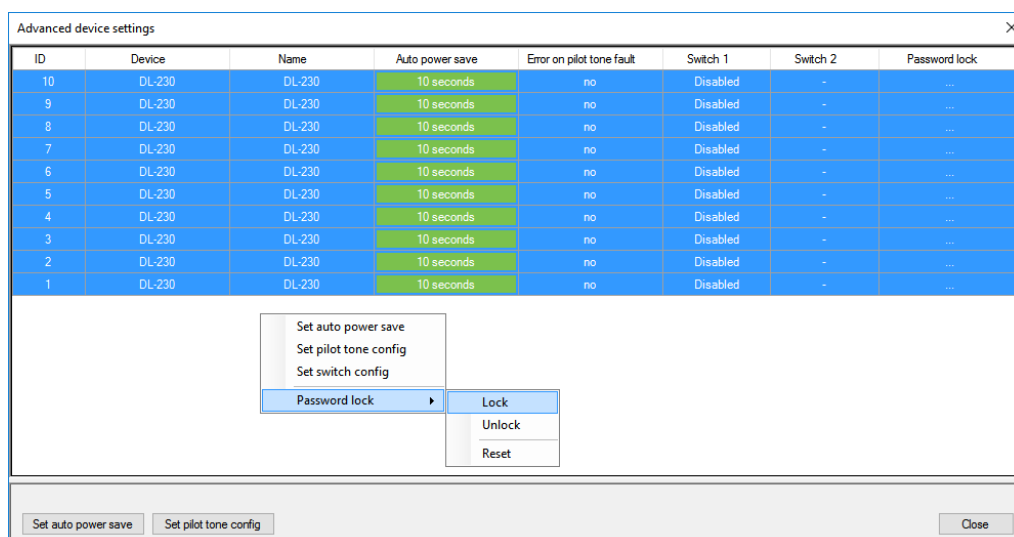 Advanced device settings
ID Device Name Auto power save Error on pilot tone fault Switch 1 Switch 2 Password lock
10 DL-230 DL-230 10 seconds no Disabled - ...
9 DL-230 DL-230 10 seconds no Disabled - ...
8 DL-230 DL-230 10 seconds no Disabled - ...
7 DL-230 DL-230 10 seconds no Disabled - ...
6 DL-230 DL-230 10 seconds no Disabled - ...
5 DL-230 DL-230 10 seconds no Disabled - ...
4 DL-230 DL-230 10 seconds no Disabled - ...
3 DL-230 DL-230 10 seconds no Disabled - ...
2 DL-230 DL-230 10 seconds no Disabled - ...
1 DL-230 DL-230 10 seconds no Disabled - ...
Set auto power save
Set pilot tone config
Set switch config
Password lock
Lock
Unlock
Reset
Set auto power save Set pilot tone config Close